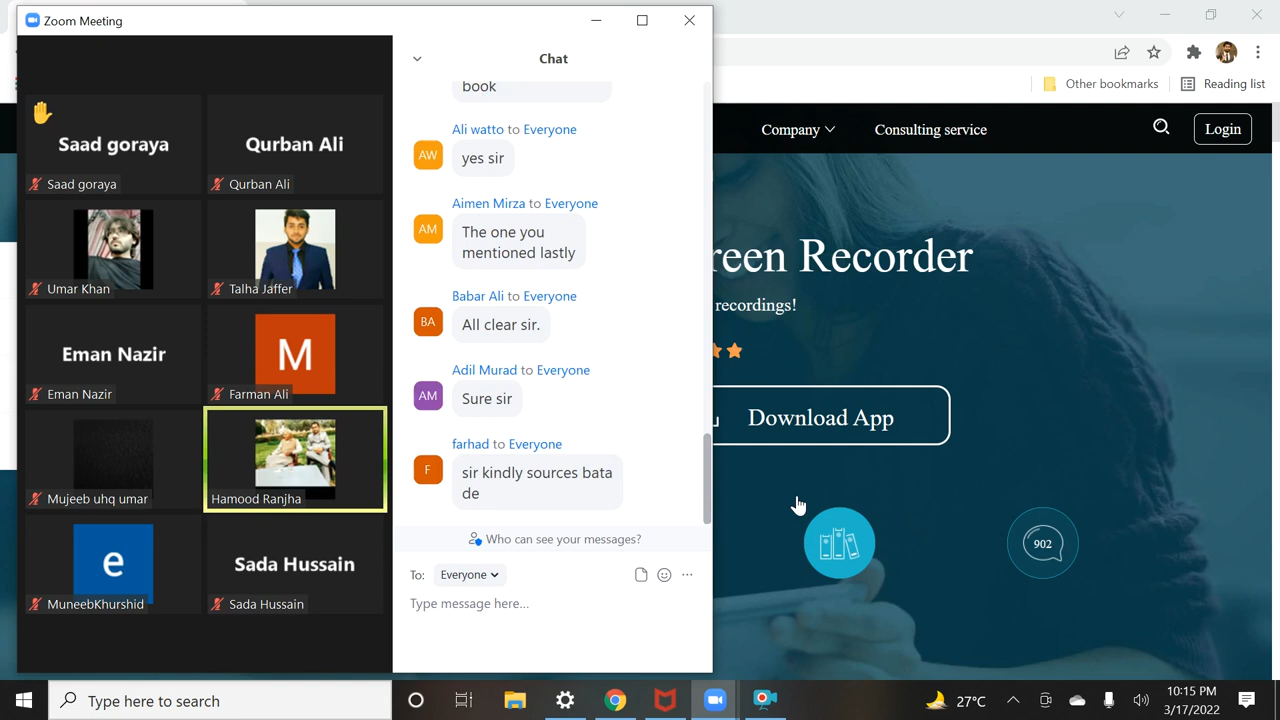 Zoom Meeting
Saad goraya
Saad goraya
Qurban Ali
Qurban Ali
Umar Khan
Talha Jaffer
Eman Nazir
Eman Nazir
M
Farman Ali
Mujeeb uhq umar
Hamood Ranjha
e
MuneebKhurshid
Sada Hussain
Sada Hussain
Chat
book
Ali watto to Everyone
AW
yes sir
Aimen Mirza to Everyone
AM
The one you
mentioned lastly
Babar Ali to Everyone
BA
All clear sir.
Adil Murad to Everyone
AM
Sure sir
farhad to Everyone
F
sir kindly sources bata
de
Who can see your messages?
To: Everyone
Type message here...
Other bookmarks
Reading list
Company
Consulting service
Login
reen Recorder
recordings!
Download App
902
Type here to search
27°C
10:15 PM
3/17/2022